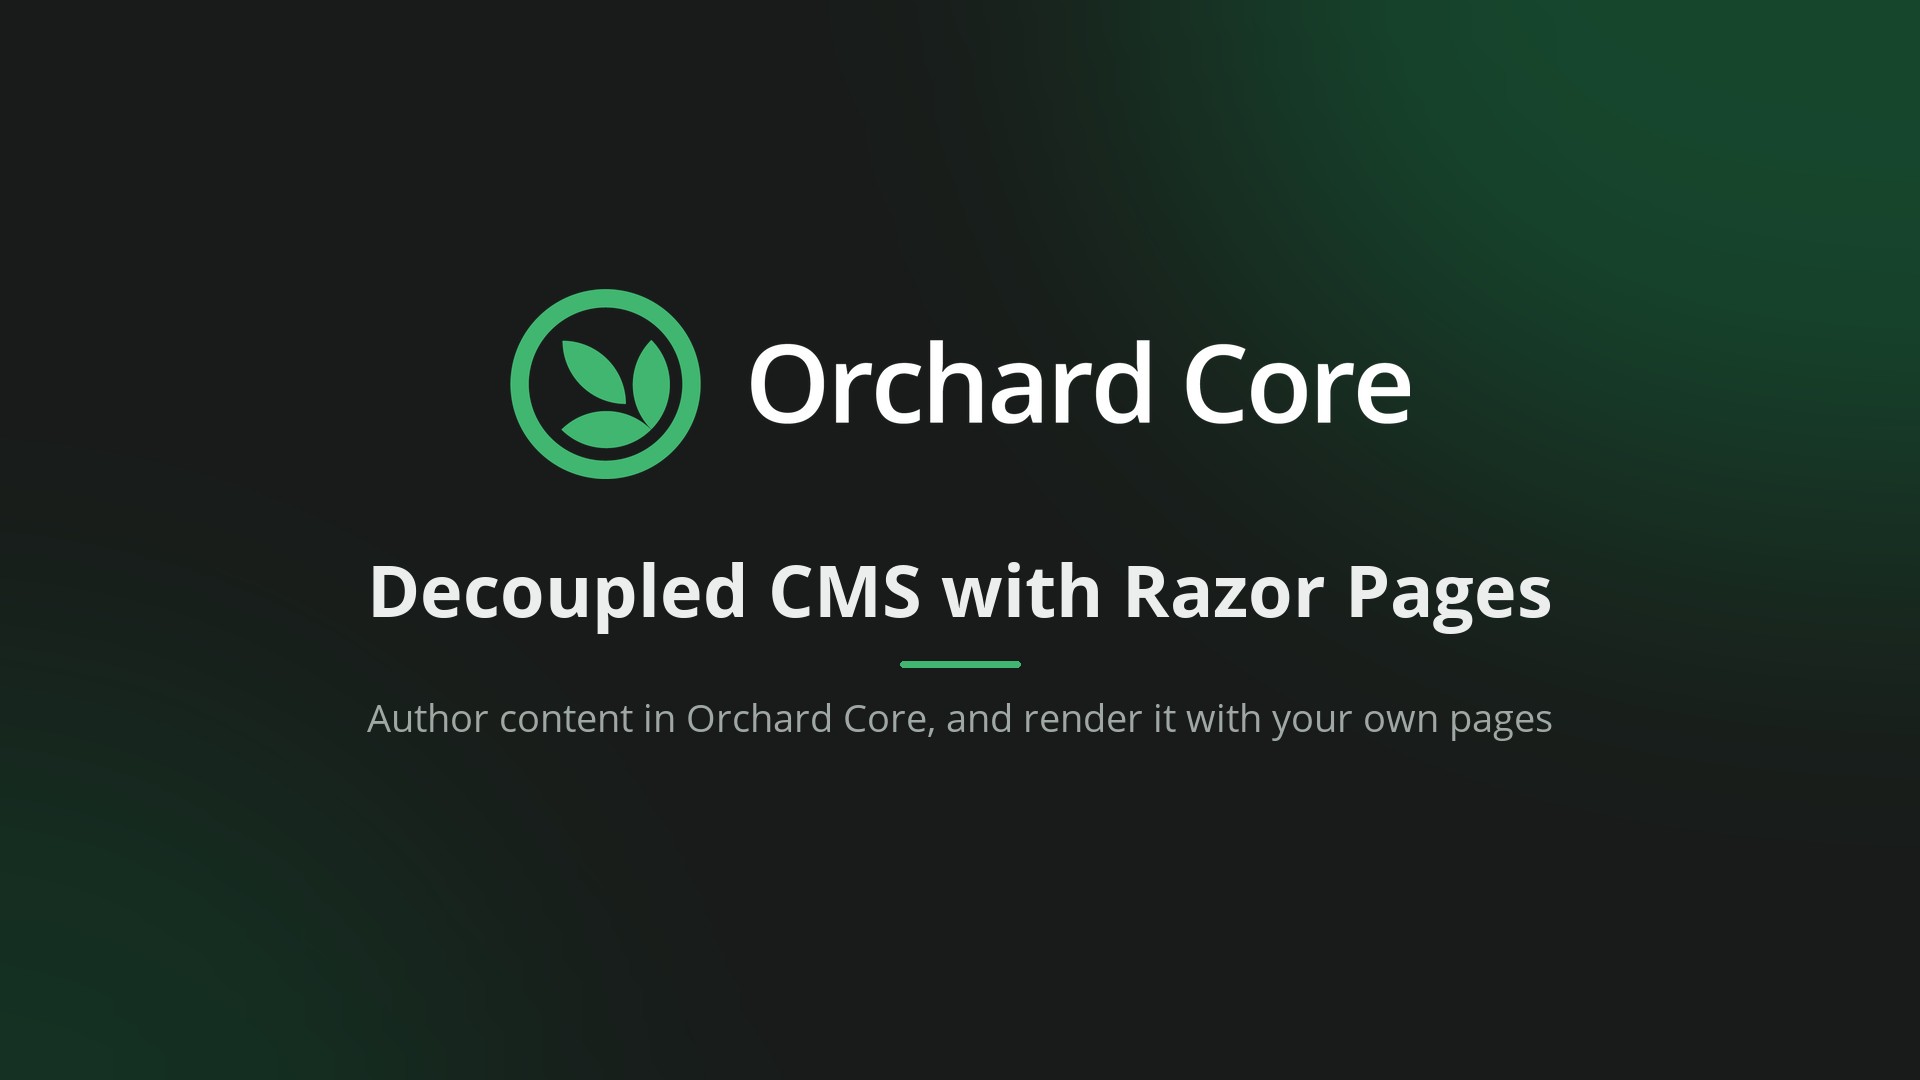 Orchard Core
Decoupled CMS with Razor Pages
Author content in Orchard Core, and render it with your own pages